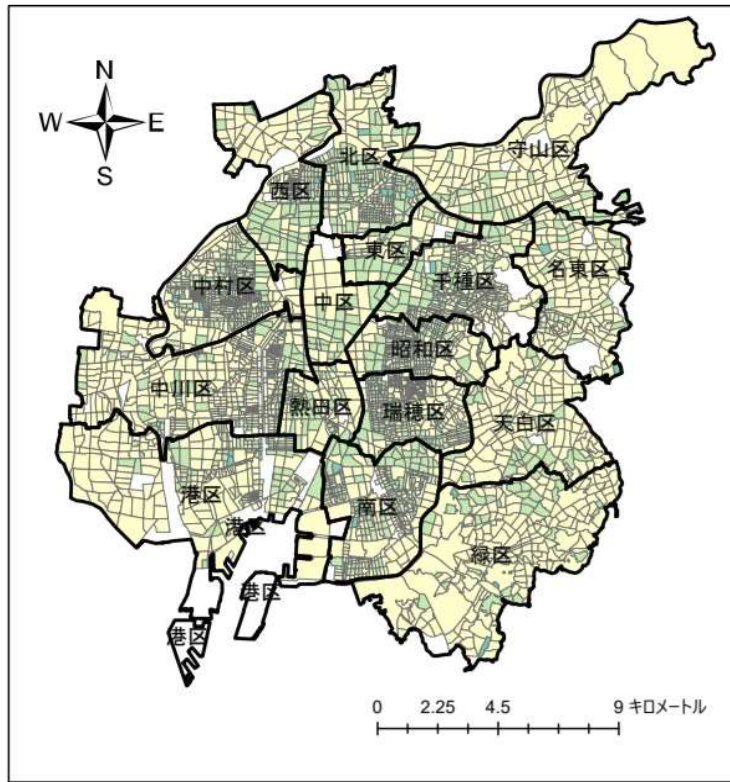 N
W E
S
守山区
北区
西区
東区
名東区
千種区
中村区
中区
昭和区
中川区
熱田区
瑞穂区
天白区
港区
南区
港区
緑区
港区
港区
0 2.25 4.5 9 キロメートル